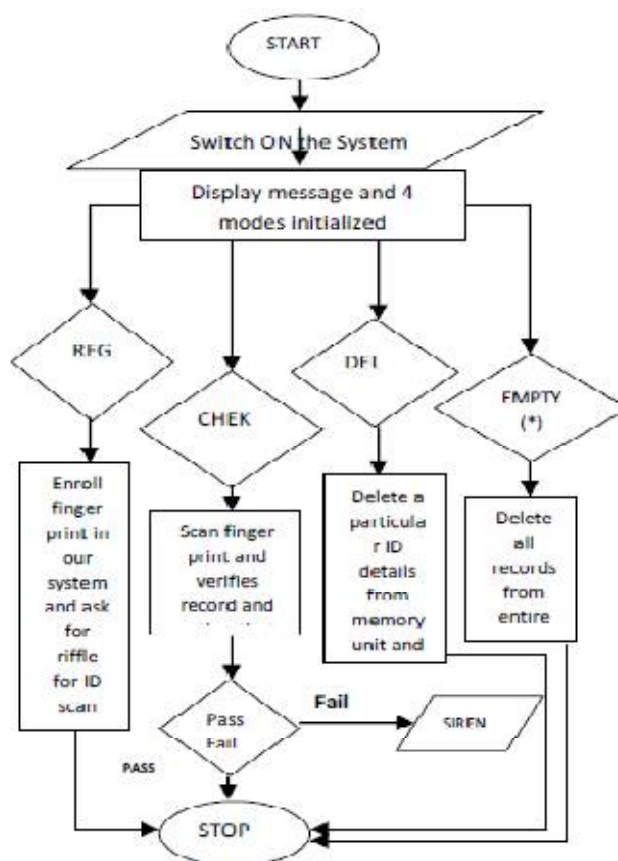 START
Switch ON the System
Display message and 4
modes initialized
REG
CHEK
DEL
EMPTY
(*)
Enroll
finger
print in
our
system
and ask
for
riffle
for ID
scan
Scan finger
print and
verifies
record and
Delete a
particula
r ID
details
from
memory
unit and
Delete
all
records
from
entire
Pass
Fail
Fail
SIREN
PASS
STOP